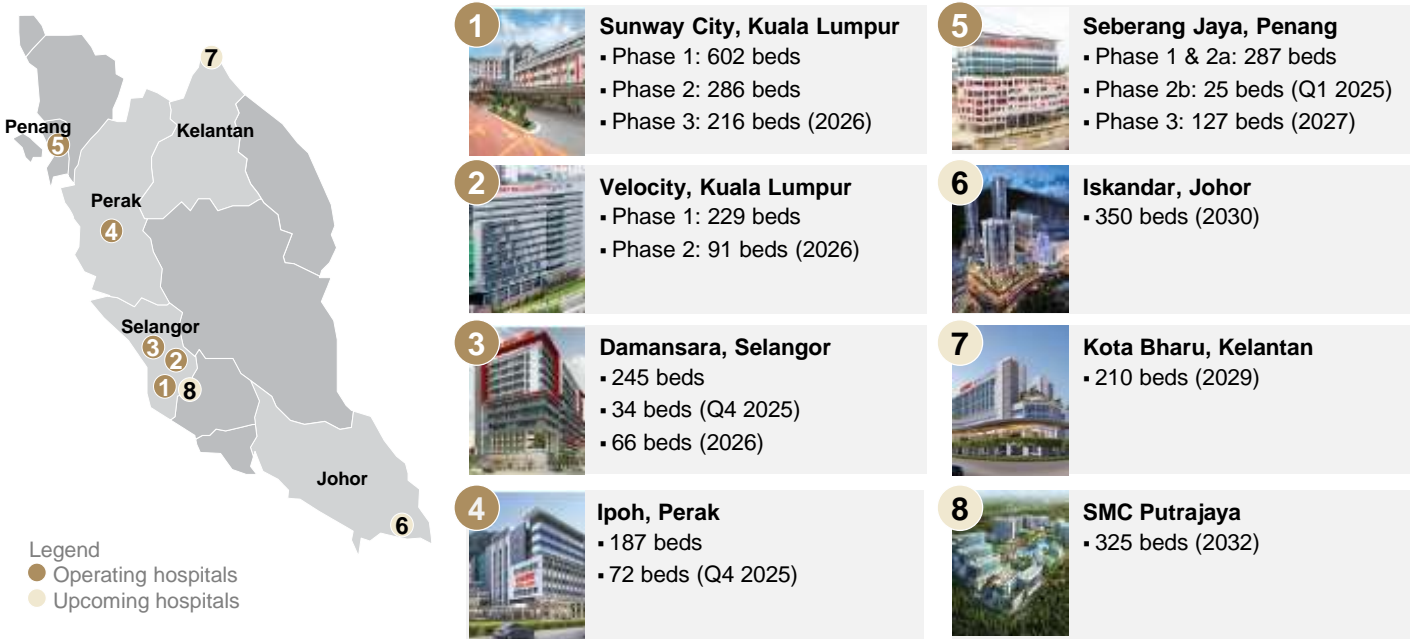 7
Penang
5
Kelantan
Perak
4
Selangor
3
2
1
8
Johor
6
Legend
Operating hospitals
Upcoming hospitals
1
Sunway City, Kuala Lumpur
▪ Phase 1: 602 beds
▪ Phase 2: 286 beds
▪ Phase 3: 216 beds (2026)
2
Velocity, Kuala Lumpur
▪ Phase 1: 229 beds
▪ Phase 2: 91 beds (2026)
3
Damansara, Selangor
▪ 245 beds
▪ 34 beds (Q4 2025)
▪ 66 beds (2026)
4
Ipoh, Perak
▪ 187 beds
▪ 72 beds (Q4 2025)
5
Seberang Jaya, Penang
▪ Phase 1 & 2a: 287 beds
▪ Phase 2b: 25 beds (Q1 2025)
▪ Phase 3: 127 beds (2027)
6
Iskandar, Johor
▪ 350 beds (2030)
7
Kota Bharu, Kelantan
▪ 210 beds (2029)
8
SMC Putrajaya
▪ 325 beds (2032)